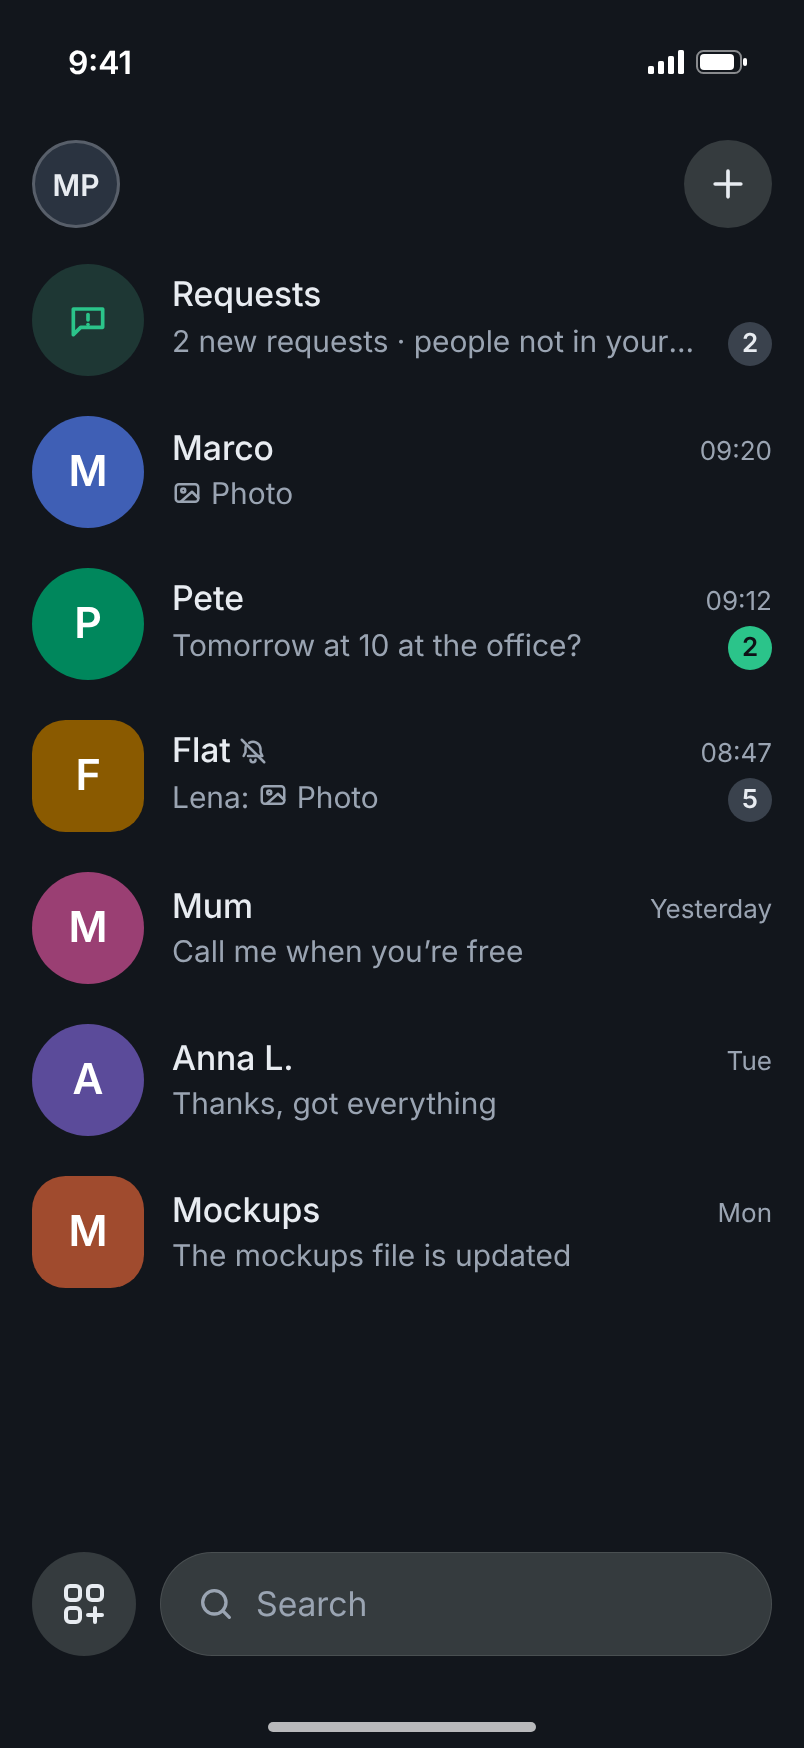 9:41
MP
Requests
2 new requests · people not in your...
2
M
Marco
09:20
Photo
P
Pete
09:12
Tomorrow at 10 at the office?
2
F
Flat
08:47
Lena: Photo
5
M
Mum
Yesterday
Call me when you’re free
A
Anna L.
Tue
Thanks, got everything
M
Mockups
Mon
The mockups file is updated
Search